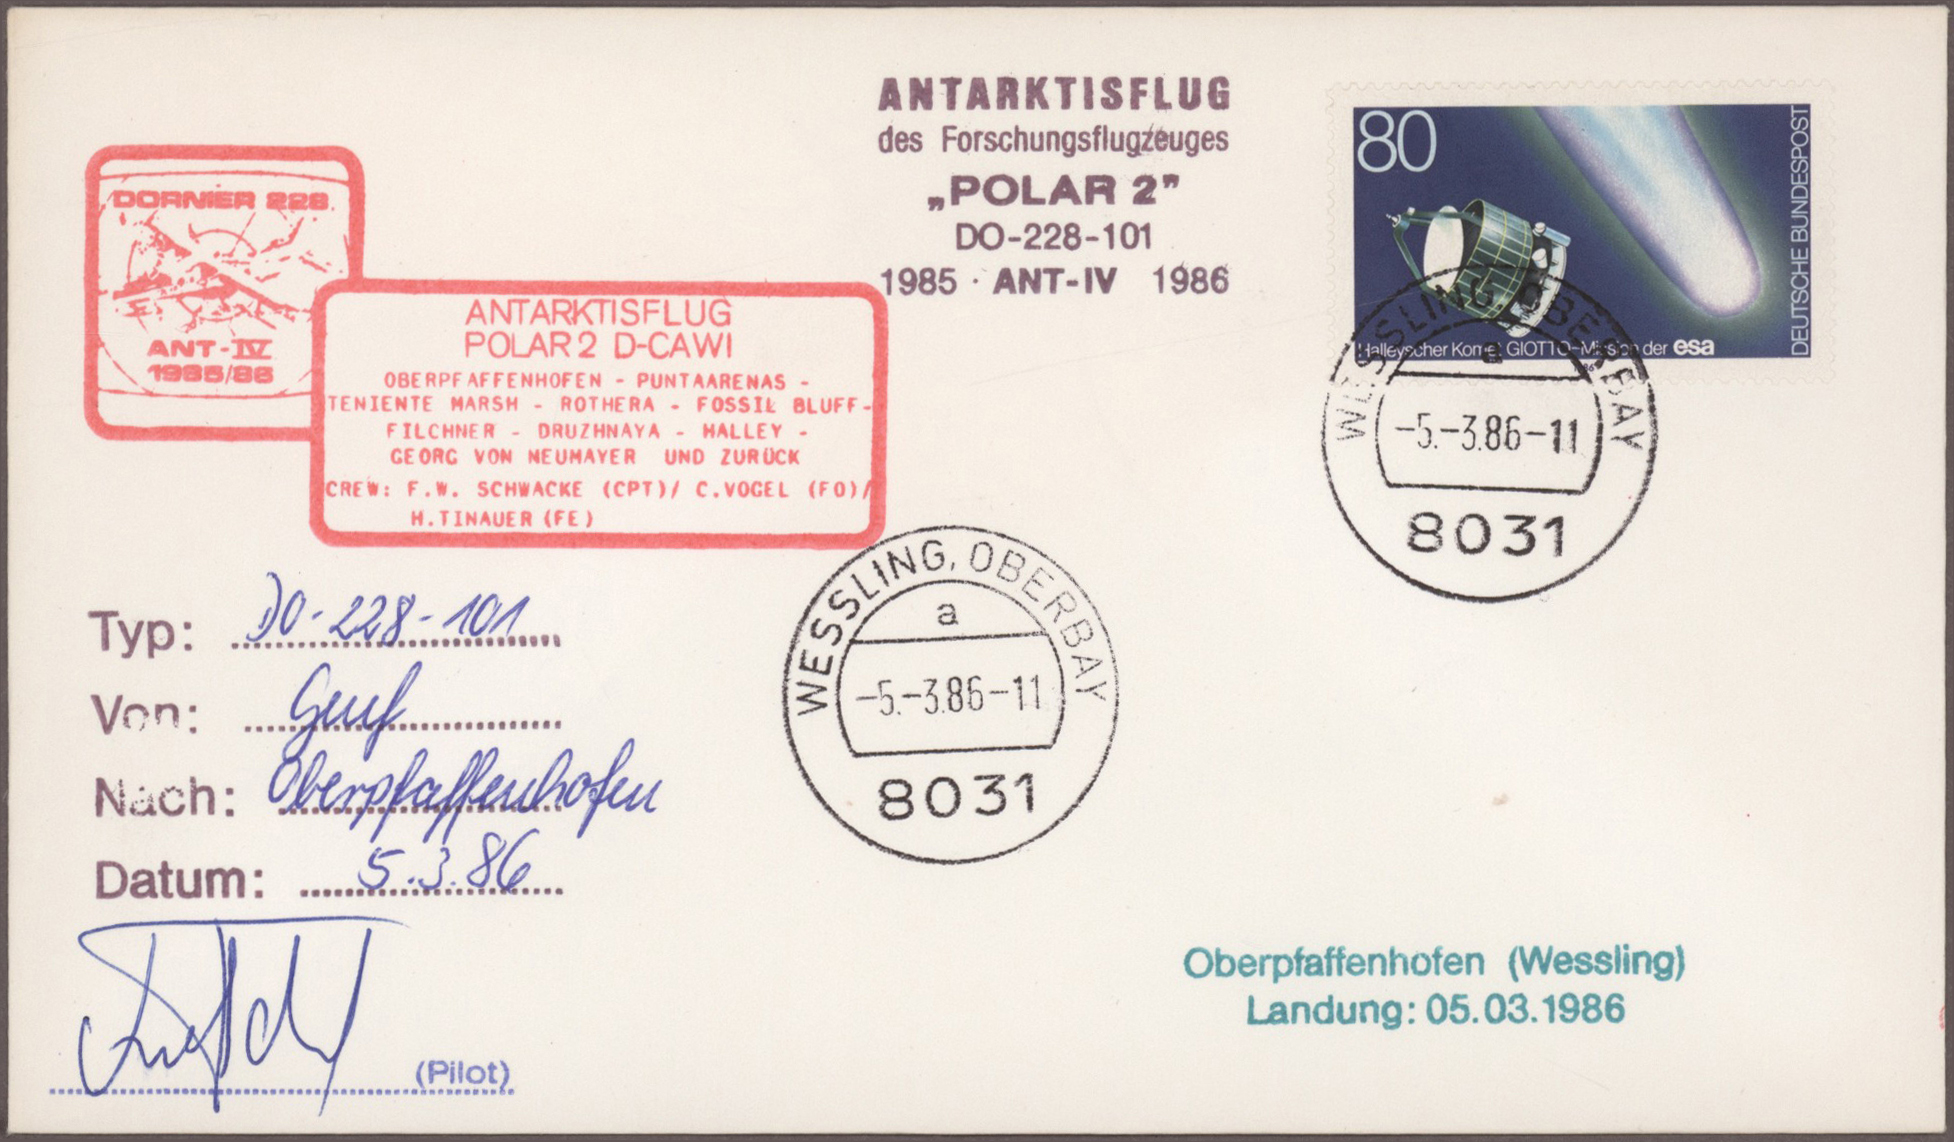 ANTARKTISFLUG
des Forschungsflugzeuges
„POLAR 2”
DO-228-101
1985 · ANT-IV 1986
80
DEUTSCHE BUNDESPOST
Halleyscher Komet GIOTTO-Mission der esa
WESSLING, OBERBAY
a
-5.-3.86-11
8031
DORNIER 228
ANT-IV
1985/86
ANTARKTISFLUG
POLAR 2 D-CAWI
OBERPFAFFENHOFEN - PUNTAARENAS -
TENIENTE MARSH - ROTHERA - FOSSIL BLUFF-
FILCHNER - DRUZHNAYA - HALLEY -
GEORG VON NEUMAYER UND ZURÜCK
CREW: F.W. SCHWACKE (CPT)/ C.VOGEL (FO)/
H.TINAUER (FE)
WESSLING, OBERBAY
a
-5.-3.86-11
8031
Typ: DO-228-101
Von: Genf
Nach: Oberpfaffenhofen
Datum: 5.3.86
(Pilot)
Oberpfaffenhofen (Wessling)
Landung: 05.03.1986